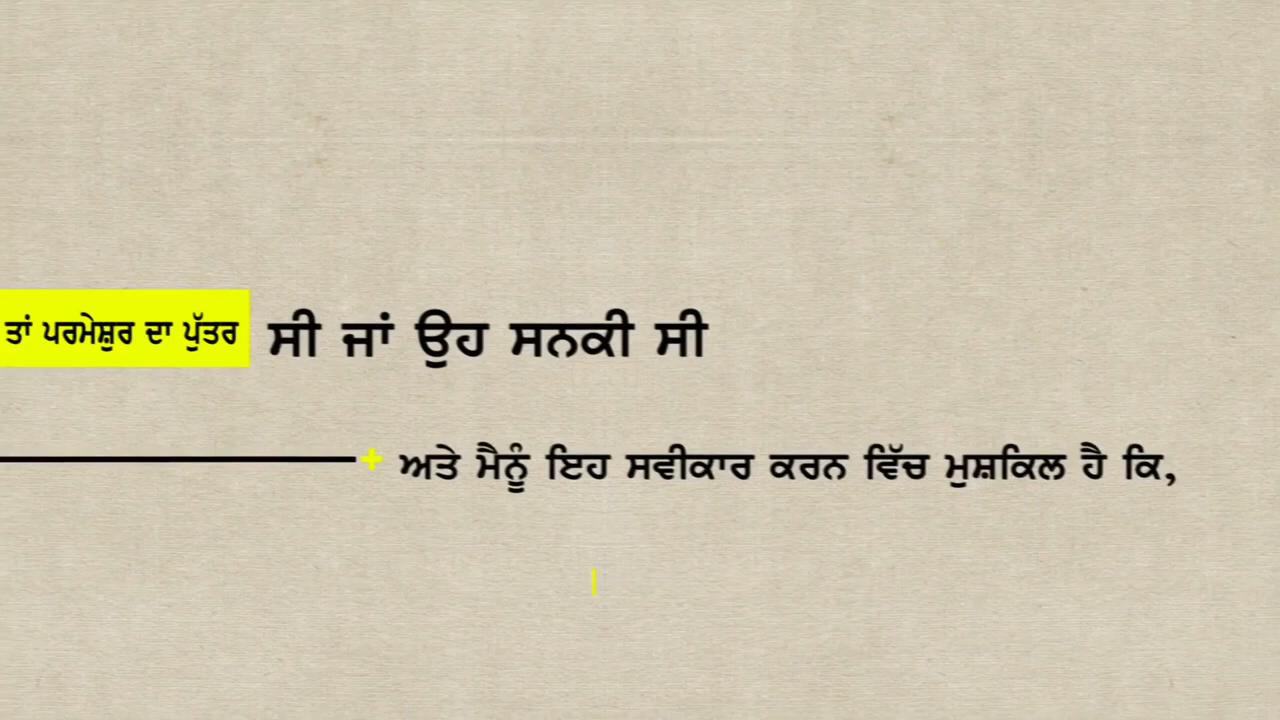 ਤਾਂ ਪਰਮੇਸ਼ੁਰ ਦਾ ਪੁੱਤਰ ਸੀ ਜਾਂ ਉਹ ਸਨਕੀ ਸੀ
ਅਤੇ ਮੈਨੂੰ ਇਹ ਸਵੀਕਾਰ ਕਰਨ ਵਿੱਚ ਮੁਸ਼ਕਿਲ ਹੈ ਕਿ,